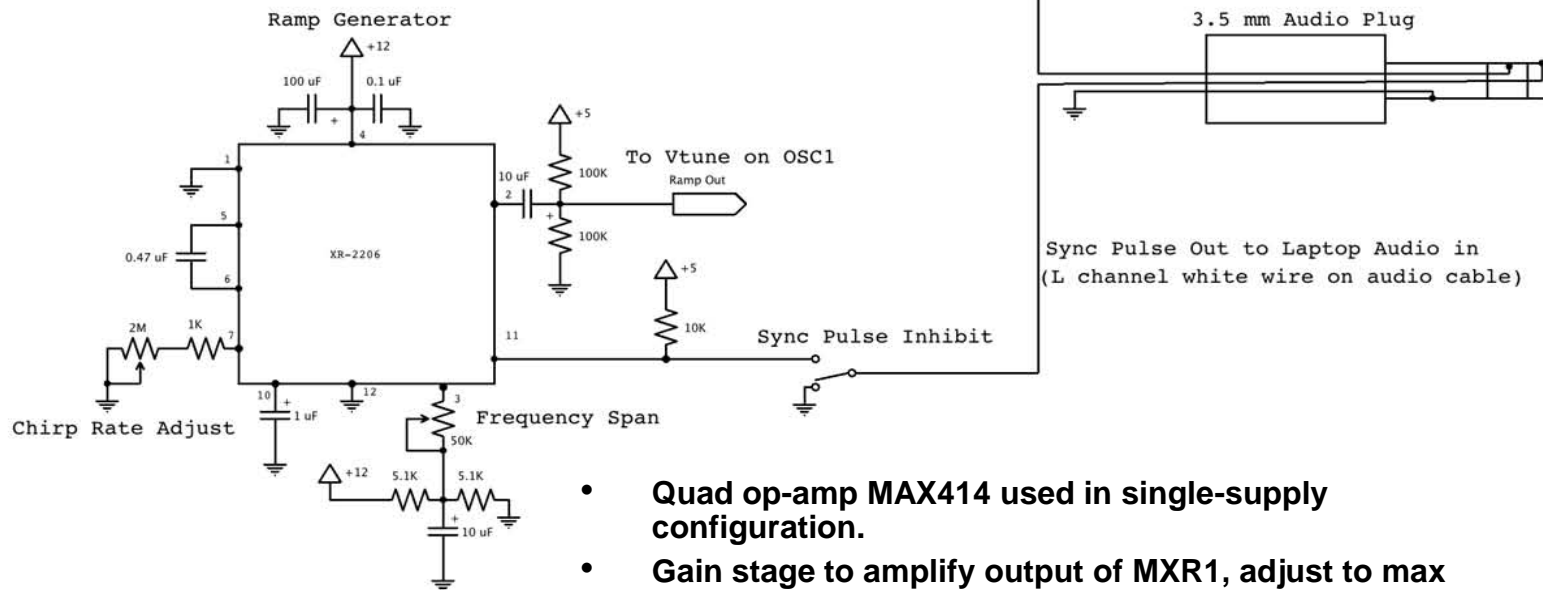 Ramp Generator
3.5 mm Audio Plug
+12
100 uF
0.1 uF
+
4
+5
1
To Vtune on OSC1
100K
10 uF
Ramp Out
2
5
+
100K
XR-2206
0.47 uF
Sync Pulse Out to Laptop Audio in
(L channel white wire on audio cable)
+5
6
2M
1K
7
11
10K
Sync Pulse Inhibit
10
+
12
3
1 uF
Frequency Span
Chirp Rate Adjust
50K
+12
5.1K
5.1K
+
10 uF
• Quad op-amp MAX414 used in single-supply
configuration.
• Gain stage to amplify output of MXR1, adjust to max